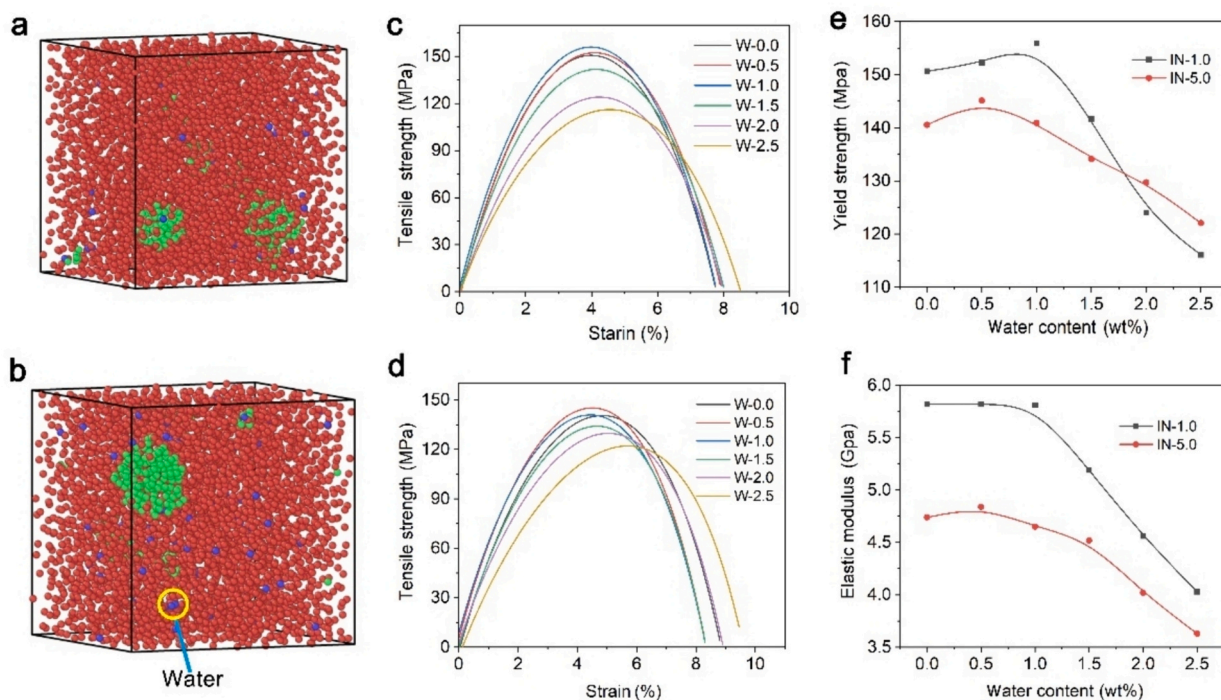 a
b
Water
c
Tensile strength (MPa)
150
120
90
60
30
0
W-0.0
W-0.5
W-1.0
W-1.5
W-2.0
W-2.5
0 2 4 6 8 10
Starin (%)
d
Tensile strength (MPa)
150
120
90
60
30
0
W-0.0
W-0.5
W-1.0
W-1.5
W-2.0
W-2.5
0 2 4 6 8 10
Strain (%)
e
Yield strength (Mpa)
160
150
140
130
120
110
IN-1.0
IN-5.0
0.0 0.5 1.0 1.5 2.0 2.5
Water content (wt%)
f
Elastic modulus (Gpa)
6.0
5.5
5.0
4.5
4.0
3.5
IN-1.0
IN-5.0
0.0 0.5 1.0 1.5 2.0 2.5
Water content (wt%)